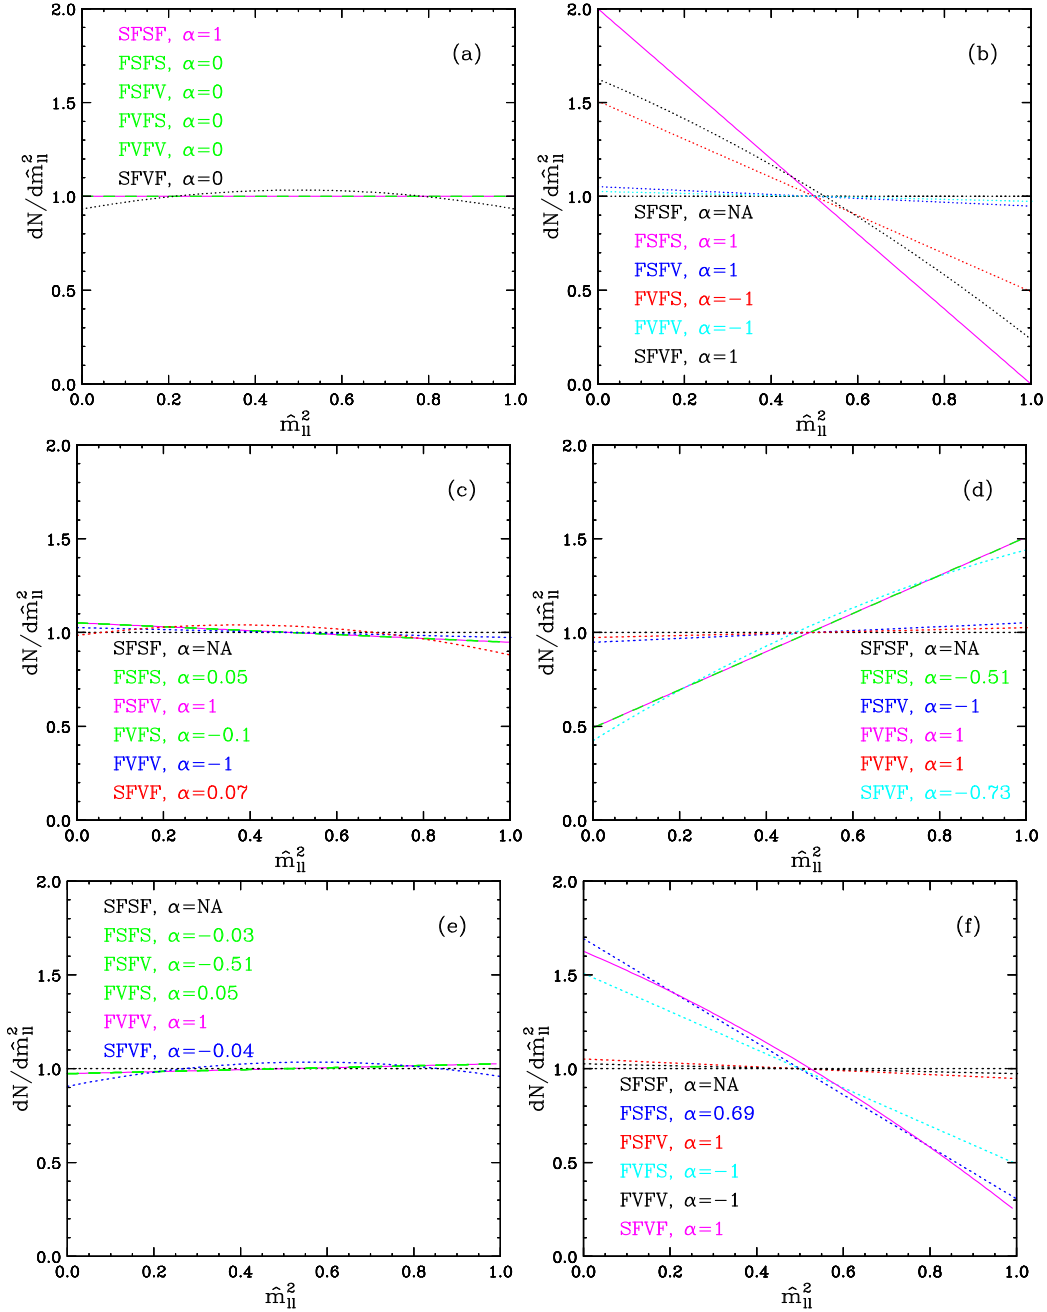 2.0
1.5
1.0
0.5
0.0
dN/dm̂²ll
SFSF, α=1
FSFS, α=0
FSFV, α=0
FVFS, α=0
FVFV, α=0
SFVF, α=0
(a)
0.0 0.2 0.4 0.6 0.8 1.0
m̂²ll
2.0
1.5
1.0
0.5
0.0
dN/dm̂²ll
(b)
SFSF, α=NA
FSFS, α=1
FSFV, α=1
FVFS, α=−1
FVFV, α=−1
SFVF, α=1
0.0 0.2 0.4 0.6 0.8 1.0
m̂²ll
2.0
1.5
1.0
0.5
0.0
dN/dm̂²ll
(c)
SFSF, α=NA
FSFS, α=0.05
FSFV, α=1
FVFS, α=−0.1
FVFV, α=−1
SFVF, α=0.07
0.0 0.2 0.4 0.6 0.8 1.0
m̂²ll
2.0
1.5
1.0
0.5
0.0
dN/dm̂²ll
(d)
SFSF, α=NA
FSFS, α=−0.51
FSFV, α=−1
FVFS, α=1
FVFV, α=1
SFVF, α=−0.73
0.0 0.2 0.4 0.6 0.8 1.0
m̂²ll
2.0
1.5
1.0
0.5
0.0
dN/dm̂²ll
SFSF, α=NA
FSFS, α=−0.03
FSFV, α=−0.51
FVFS, α=0.05
FVFV, α=1
SFVF, α=−0.04
(e)
0.0 0.2 0.4 0.6 0.8 1.0
m̂²ll
2.0
1.5
1.0
0.5
0.0
dN/dm̂²ll
(f)
SFSF, α=NA
FSFS, α=0.69
FSFV, α=1
FVFS, α=−1
FVFV, α=−1
SFVF, α=1
0.0 0.2 0.4 0.6 0.8 1.0
m̂²ll